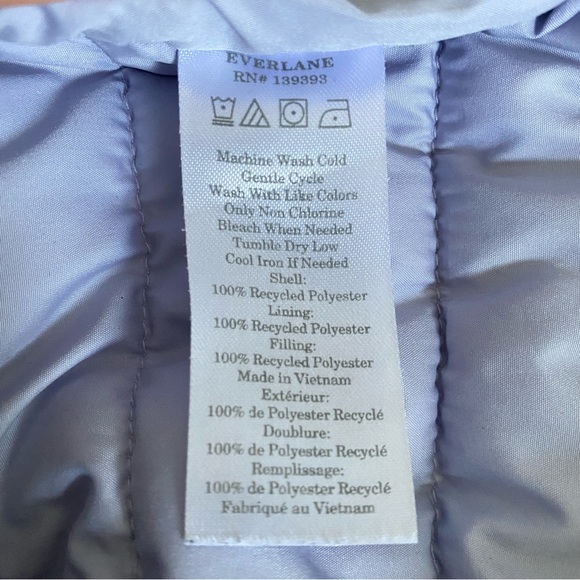 EVERLANE
RN# 139393
Machine Wash Cold
Gentle Cycle
Wash With Like Colors
Only Non Chlorine
Bleach When Needed
Tumble Dry Low
Cool Iron If Needed
Shell:
100% Recycled Polyester
Lining:
100% Recycled Polyester
Filling:
100% Recycled Polyester
Made in Vietnam
Extérieur:
100% de Polyester Recyclé
Doublure:
100% de Polyester Recyclé
Remplissage:
100% de Polyester Recyclé
Fabriqué au Vietnam